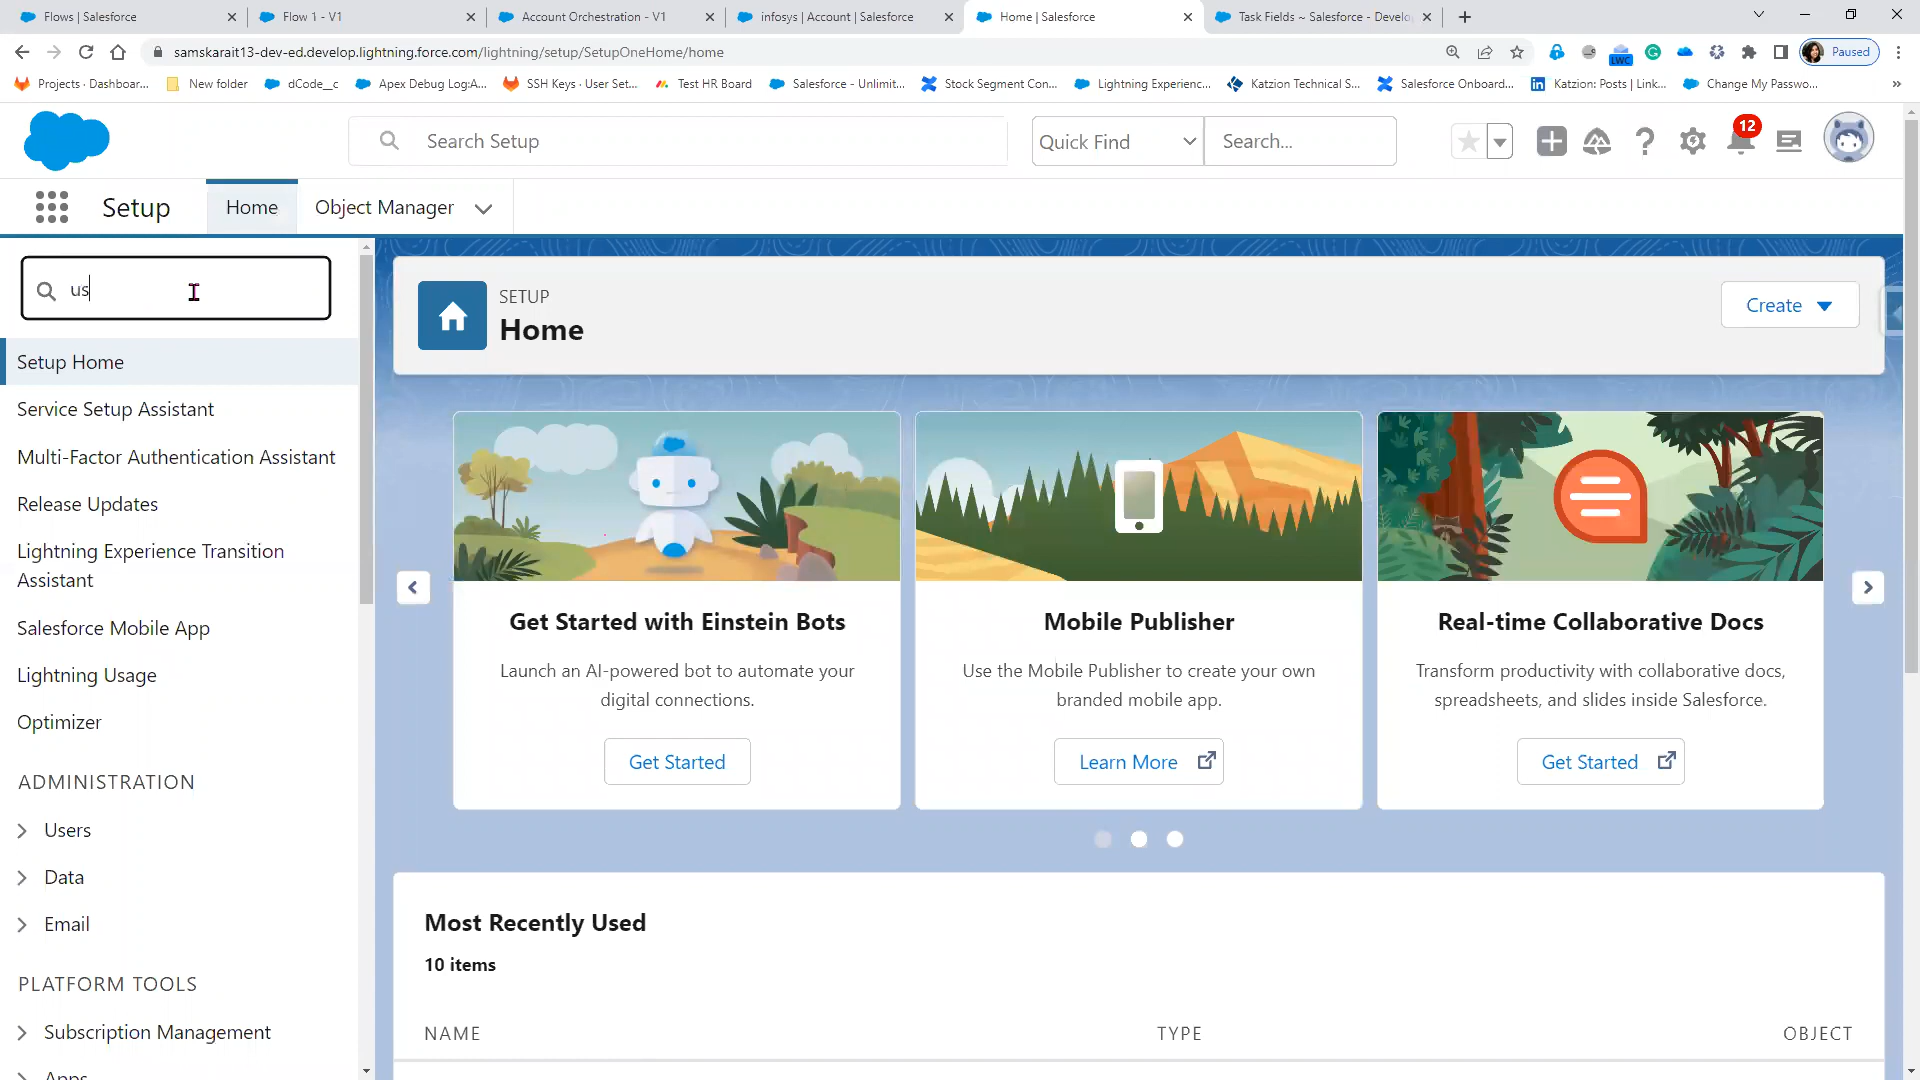 Flows | Salesforce
Flow 1 - V1
Account Orchestration - V1
infosys | Account | Salesforce
Home | Salesforce
Task Fields ~ Salesforce - Develo
samskarait13-dev-ed.develop.lightning.force.com/lightning/setup/SetupOneHome/home
LWC
Paused
Projects · Dashboar...
New folder
dCode__c
Apex Debug Log:A...
SSH Keys · User Set...
Test HR Board
Salesforce - Unlimit...
Stock Segment Con...
Lightning Experienc...
Katzion Technical S...
Salesforce Onboard...
Katzion: Posts | Link...
Change My Passwo...
»
Search Setup
Quick Find
Search...
12
Setup
Home
Object Manager
us
Setup Home
Service Setup Assistant
Multi-Factor Authentication Assistant
Release Updates
Lightning Experience Transition
Assistant
Salesforce Mobile App
Lightning Usage
Optimizer
ADMINISTRATION
Users
Data
Email
PLATFORM TOOLS
Subscription Management
Apps
SETUP
Home
Create
Get Started with Einstein Bots
Launch an AI-powered bot to automate your
digital connections.
Get Started
Mobile Publisher
Use the Mobile Publisher to create your own
branded mobile app.
Learn More
Real-time Collaborative Docs
Transform productivity with collaborative docs,
spreadsheets, and slides inside Salesforce.
Get Started
Most Recently Used
10 items
NAME
TYPE
OBJECT